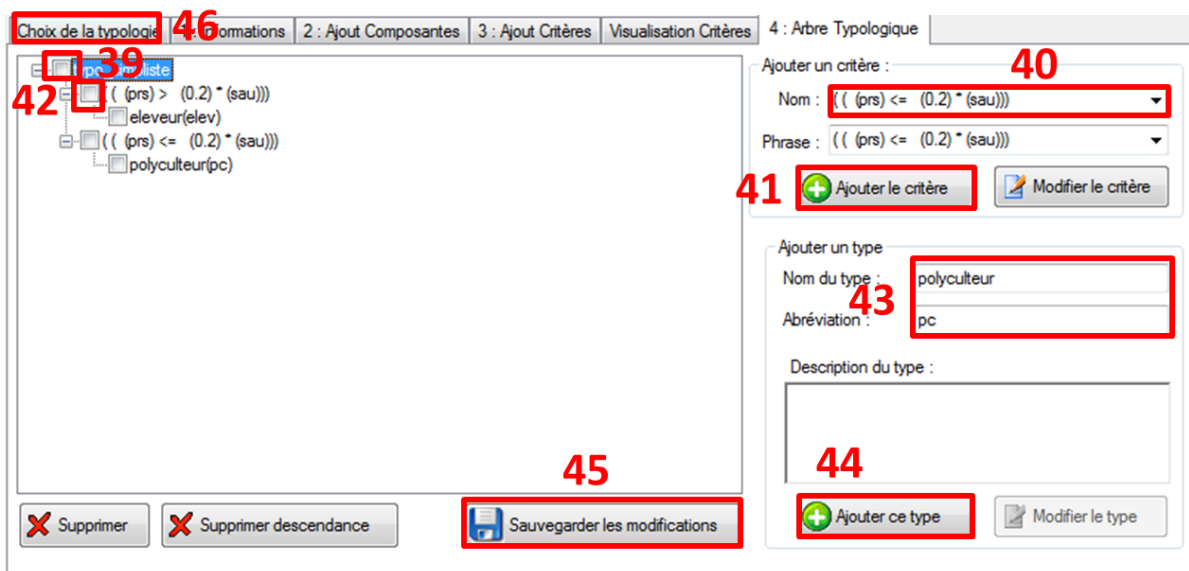 Choix de la typologie
46
Informations
2 : Ajout Composantes
3 : Ajout Critères
Visualisation Critères
4 : Arbre Typologique
39
42
( ( (prs) > (0.2) * (sau)))
eleveur(elev)
( ( (prs) <= (0.2) * (sau)))
polyculteur(pc)
Ajouter un critère :
40
Nom :
( ( (prs) <= (0.2) * (sau)))
Phrase :
( ( (prs) <= (0.2) * (sau)))
41
Ajouter le critère
Modifier le critère
Ajouter un type
Nom du type :
polyculteur
43
Abréviation :
pc
Description du type :
44
Ajouter ce type
Modifier le type
45
Supprimer
Supprimer descendance
Sauvegarder les modifications